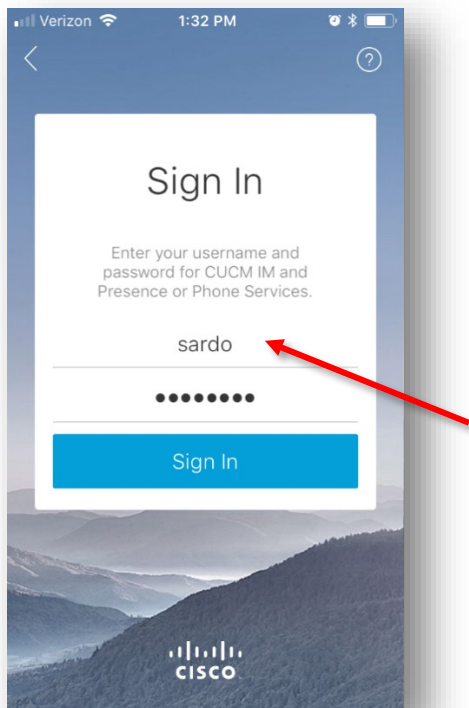 Verizon 1:32 PM
?
Sign In
Enter your username and
password for CUCM IM and
Presence or Phone Services.
sardo
••••••••
Sign In
CISCO